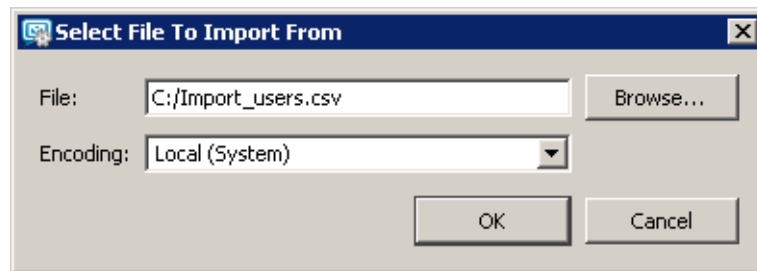 Select File To Import From
File: C:/Import_users.csv Browse...
Encoding: Local (System)
OK Cancel